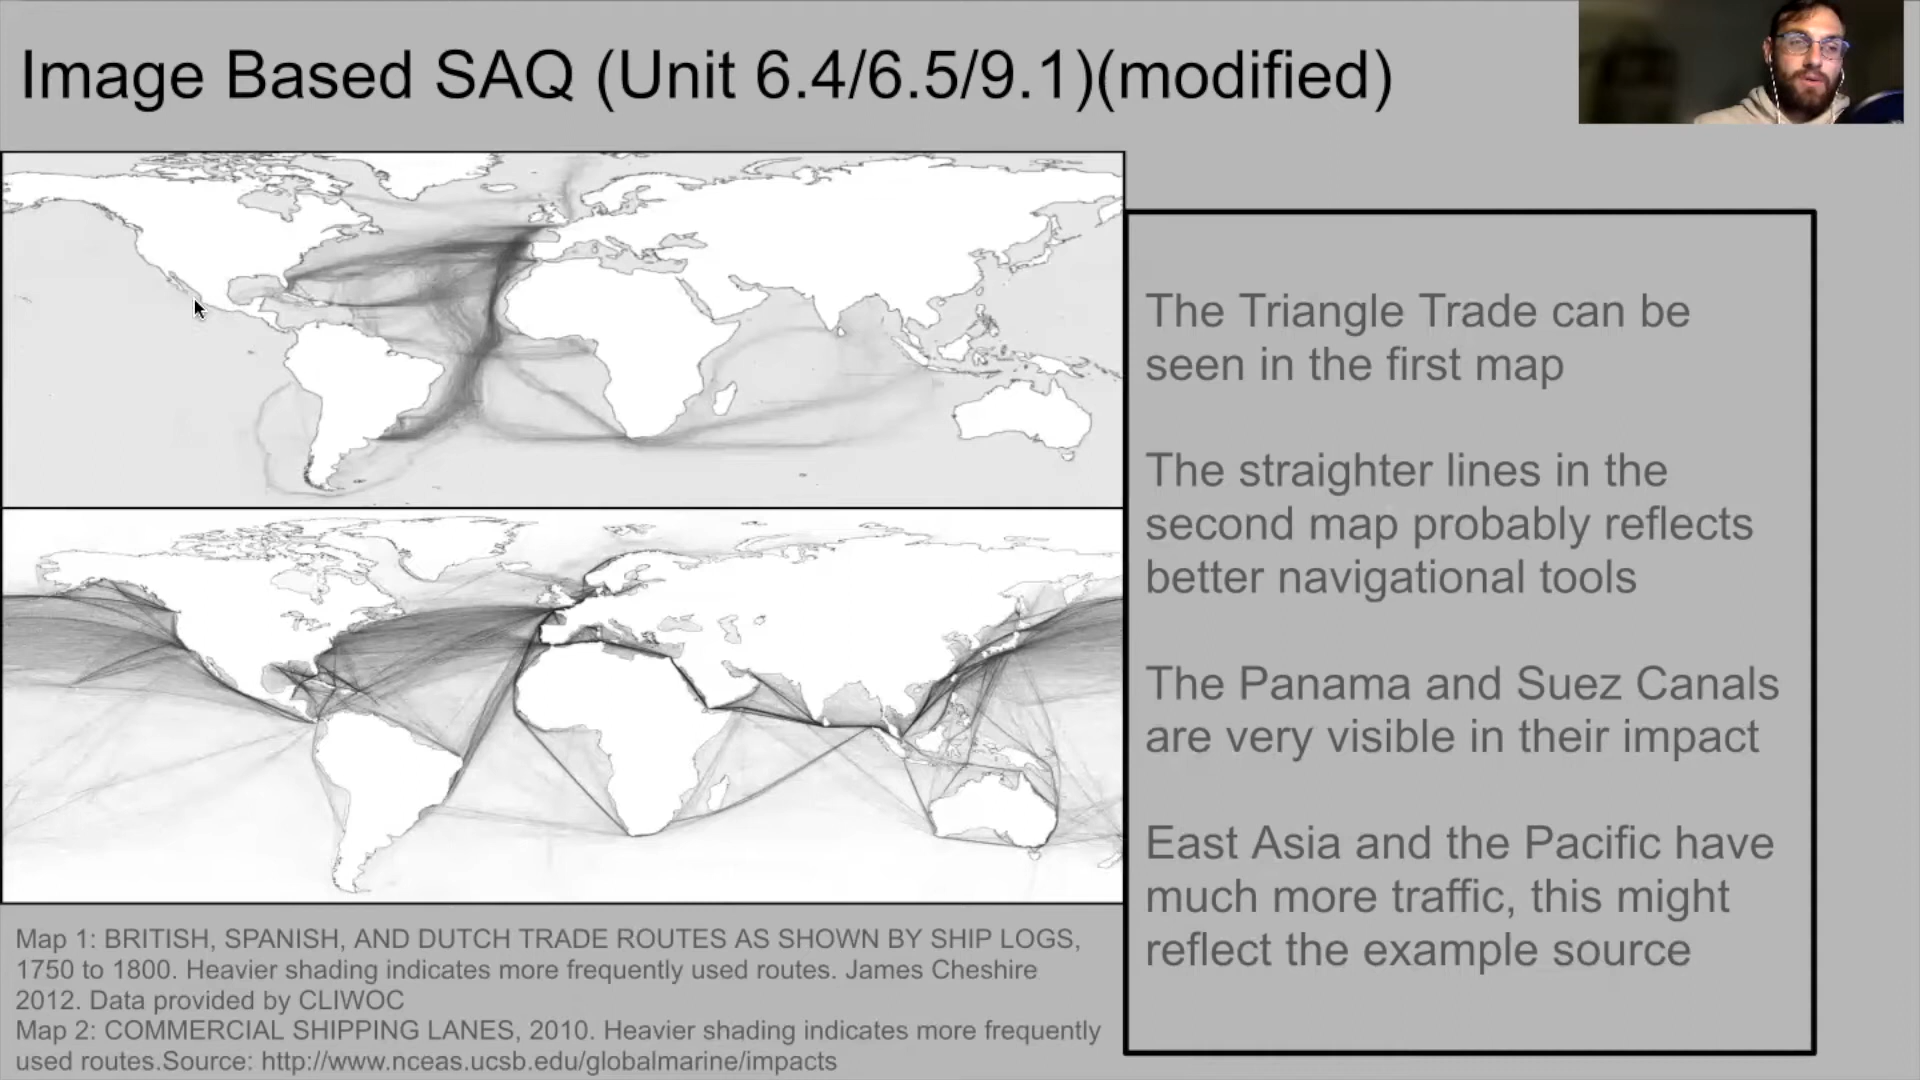 Image Based SAQ (Unit 6.4/6.5/9.1)(modified)
The Triangle Trade can be
seen in the first map
The straighter lines in the
second map probably reflects
better navigational tools
The Panama and Suez Canals
are very visible in their impact
East Asia and the Pacific have
much more traffic, this might
reflect the example source
Map 1: BRITISH, SPANISH, AND DUTCH TRADE ROUTES AS SHOWN BY SHIP LOGS,
1750 to 1800. Heavier shading indicates more frequently used routes. James Cheshire
2012. Data provided by CLIWOC
Map 2: COMMERCIAL SHIPPING LANES, 2010. Heavier shading indicates more frequently
used routes.Source: http://www.nceas.ucsb.edu/globalmarine/impacts